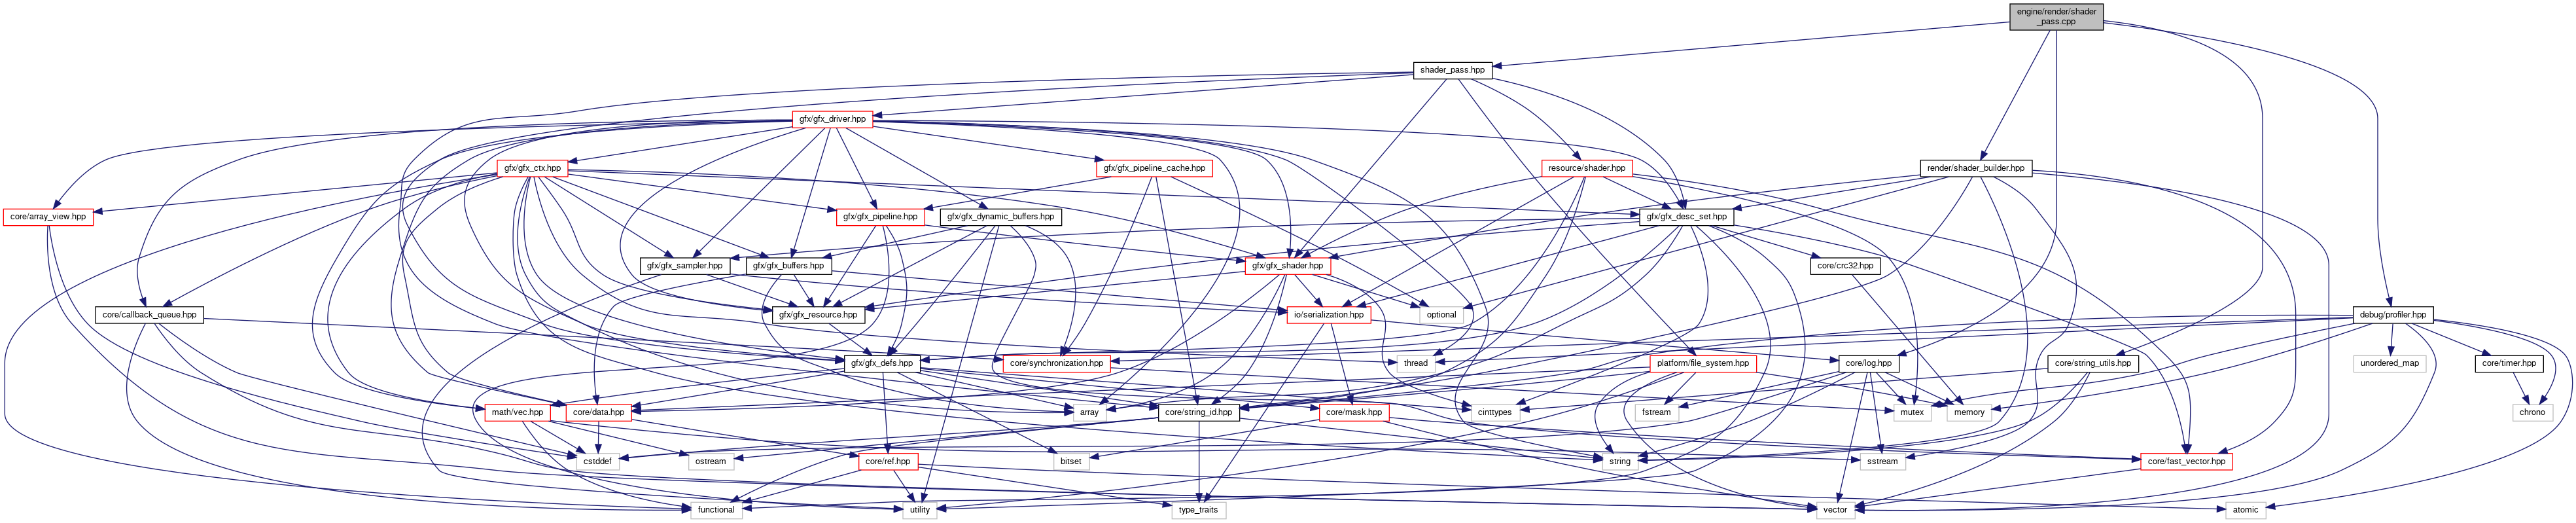 engine/render/shader
_pass.cpp
shader_pass.hpp
gfx/gfx_driver.hpp
gfx/gfx_ctx.hpp
gfx/gfx_pipeline_cache.hpp
resource/shader.hpp
render/shader_builder.hpp
core/array_view.hpp
gfx/gfx_pipeline.hpp
gfx/gfx_dynamic_buffers.hpp
gfx/gfx_desc_set.hpp
gfx/gfx_sampler.hpp
gfx/gfx_buffers.hpp
gfx/gfx_shader.hpp
core/crc32.hpp
core/callback_queue.hpp
gfx/gfx_resource.hpp
io/serialization.hpp
optional
debug/profiler.hpp
gfx/gfx_defs.hpp
core/synchronization.hpp
thread
platform/file_system.hpp
core/log.hpp
core/string_utils.hpp
unordered_map
core/timer.hpp
math/vec.hpp
core/data.hpp
array
core/string_id.hpp
core/mask.hpp
cinttypes
fstream
mutex
memory
chrono
cstddef
ostream
core/ref.hpp
bitset
string
sstream
core/fast_vector.hpp
functional
utility
type_traits
vector
atomic